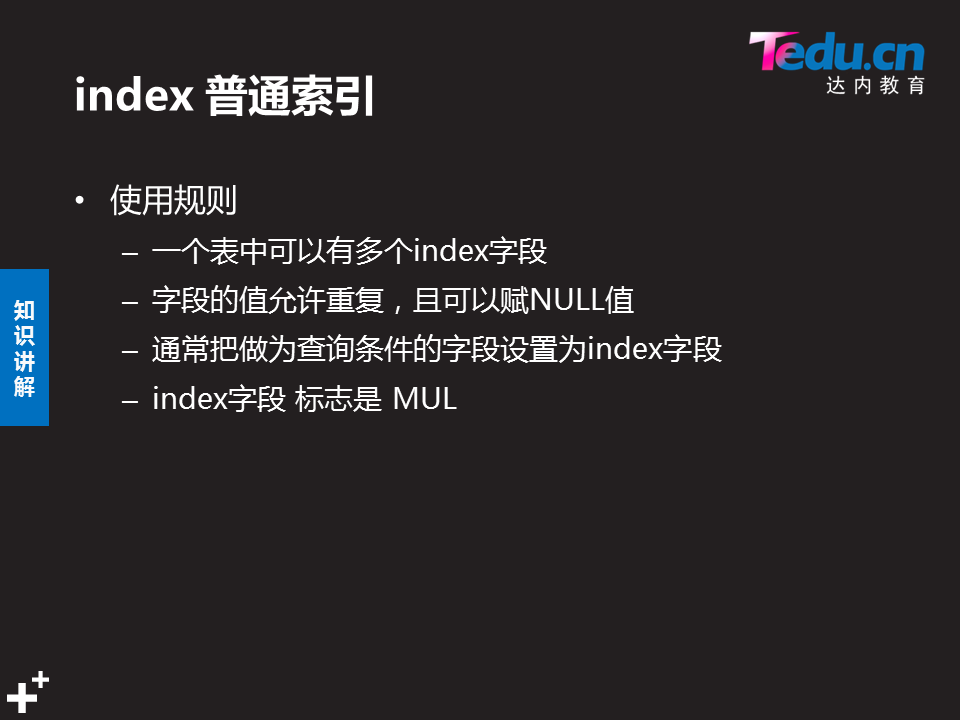 Tedu.cn
达内教育
index 普通索引
• 使用规则
– 一个表中可以有多个index字段
– 字段的值允许重复，且可以赋NULL值
– 通常把做为查询条件的字段设置为index字段
– index字段 标志是 MUL
知
识
讲
解